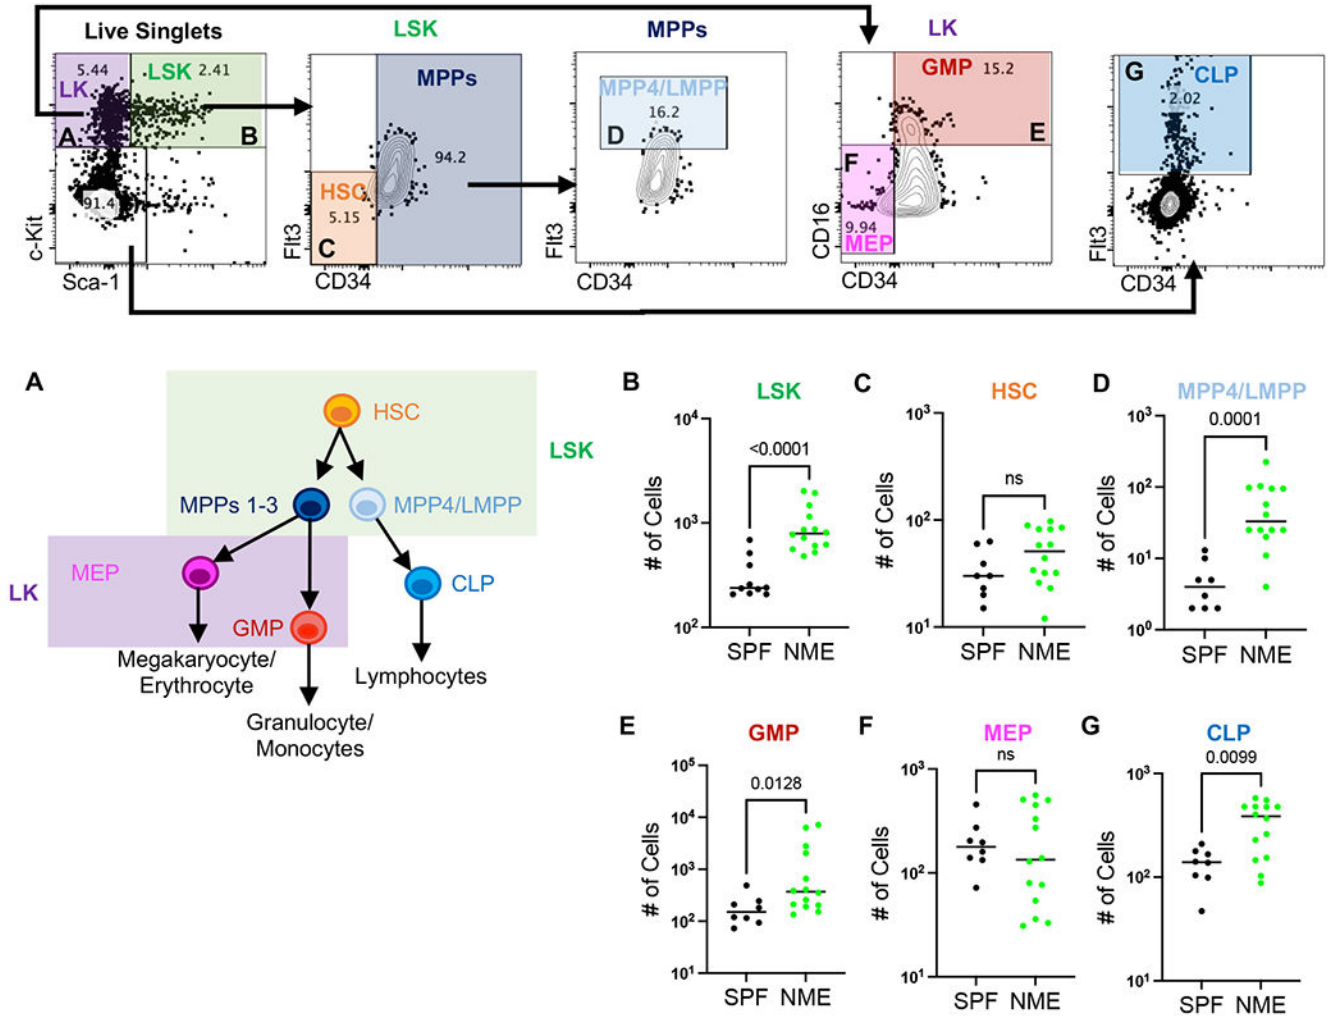 Live Singlets
LSK
MPPs
LK
5.44
LSK 2.41
LK
A
B
91.4
c-Kit
Sca-1
MPPs
94.2
HSC
5.15
C
Flt3
CD34
MPP4/LMPP
16.2
D
Flt3
CD34
GMP 15.2
E
F
9.94
MEP
CD16
CD34
G
CLP
2.02
Flt3
CD34
A
HSC
LSK
MPPs 1-3
MPP4/LMPP
MEP
CLP
LK
GMP
Megakaryocyte/
Erythrocyte
Lymphocytes
Granulocyte/
Monocytes
B
LSK
<0.0001
10⁴
10³
10²
# of Cells
SPF NME
C
HSC
ns
10³
10²
10¹
# of Cells
SPF NME
D
MPP4/LMPP
0.0001
10³
10²
10¹
10⁰
# of Cells
SPF NME
E
GMP
0.0128
10⁵
10⁴
10³
10²
10¹
# of Cells
SPF NME
F
MEP
ns
10³
10²
10¹
# of Cells
SPF NME
G
CLP
0.0099
10³
10²
10¹
# of Cells
SPF NME